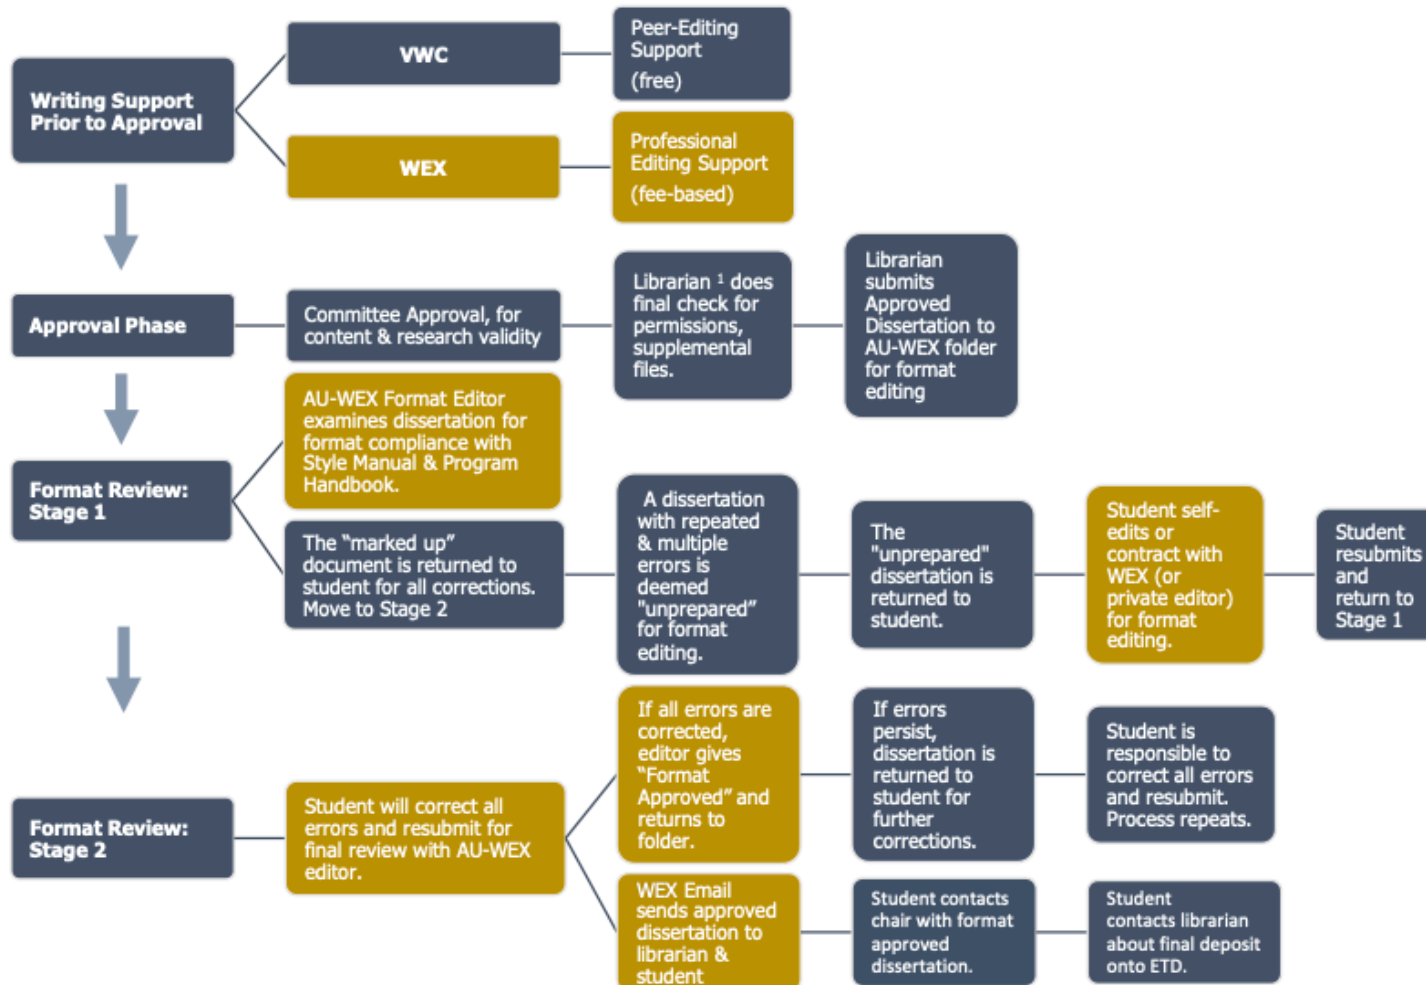 Writing Support
Prior to Approval
VWC
Peer-Editing
Support
(free)
WEX
Professional
Editing Support
(fee-based)
Approval Phase
Committee Approval, for
content & research validity
Librarian ¹ does
final check for
permissions,
supplemental
files.
Librarian
submits
Approved
Dissertation to
AU-WEX folder
for format
editing
Format Review:
Stage 1
AU-WEX Format Editor
examines dissertation for
format compliance with
Style Manual & Program
Handbook.
The “marked up”
document is returned to
student for all corrections.
Move to Stage 2
A dissertation
with repeated
& multiple
errors is
deemed
"unprepared”
for format
editing.
The
"unprepared"
dissertation is
returned to
student.
Student self-
edits or
contract with
WEX (or
private editor)
for format
editing.
Student
resubmits
and
return to
Stage 1
Format Review:
Stage 2
Student will correct all
errors and resubmit for
final review with AU-WEX
editor.
If all errors are
corrected,
editor gives
“Format
Approved” and
returns to
folder.
If errors
persist,
dissertation is
returned to
student for
further
corrections.
Student is
responsible to
correct all errors
and resubmit.
Process repeats.
WEX Email
sends approved
dissertation to
librarian &
student
Student contacts
chair with format
approved
dissertation.
Student
contacts librarian
about final deposit
onto ETD.